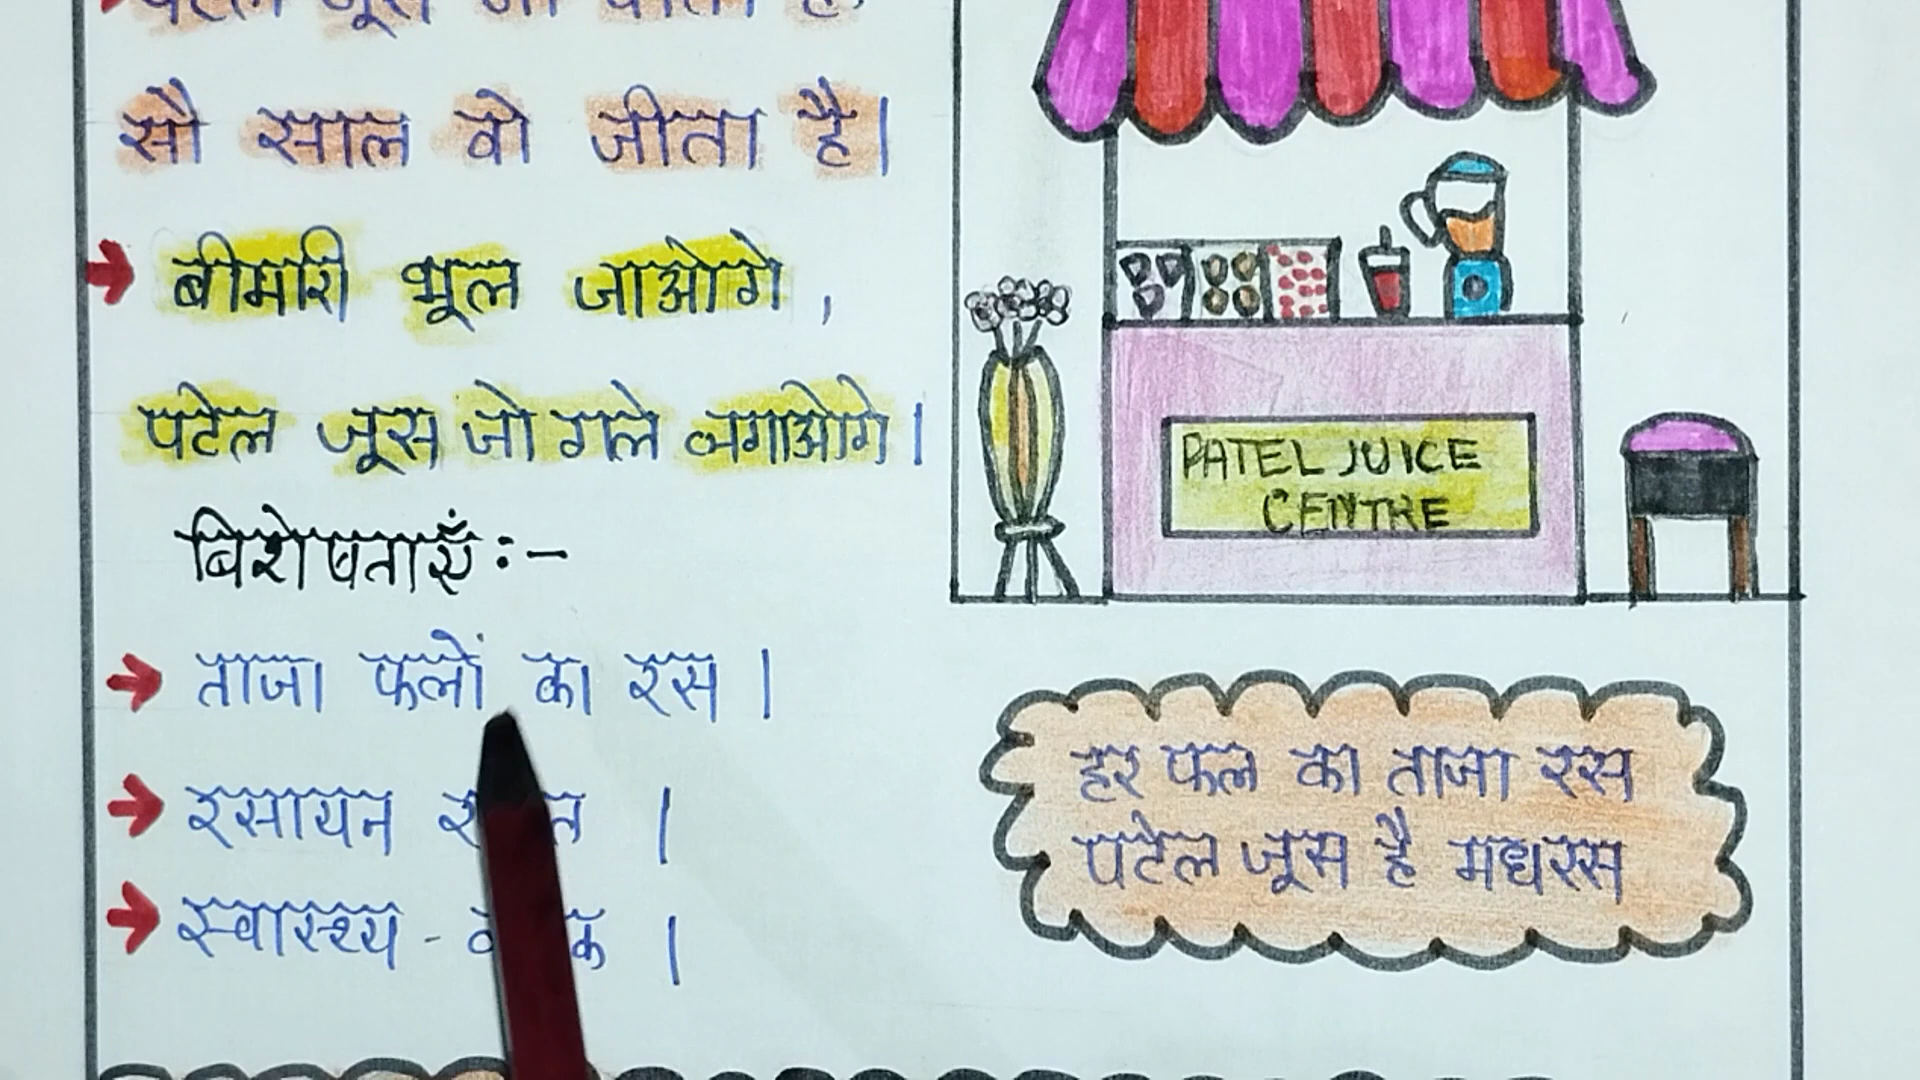 सौ साल वो जीता है।
बीमारी भूल जाओगे,
पटेल जूस जो गले लगाओगे।
बिशेषताएँ :-
ताजा फलों का रस।
रसायन
स्वास्थ्य -
PATEL JUICE
CENTRE
हर फल का ताजा रस
पटेल जूस है मधुरस